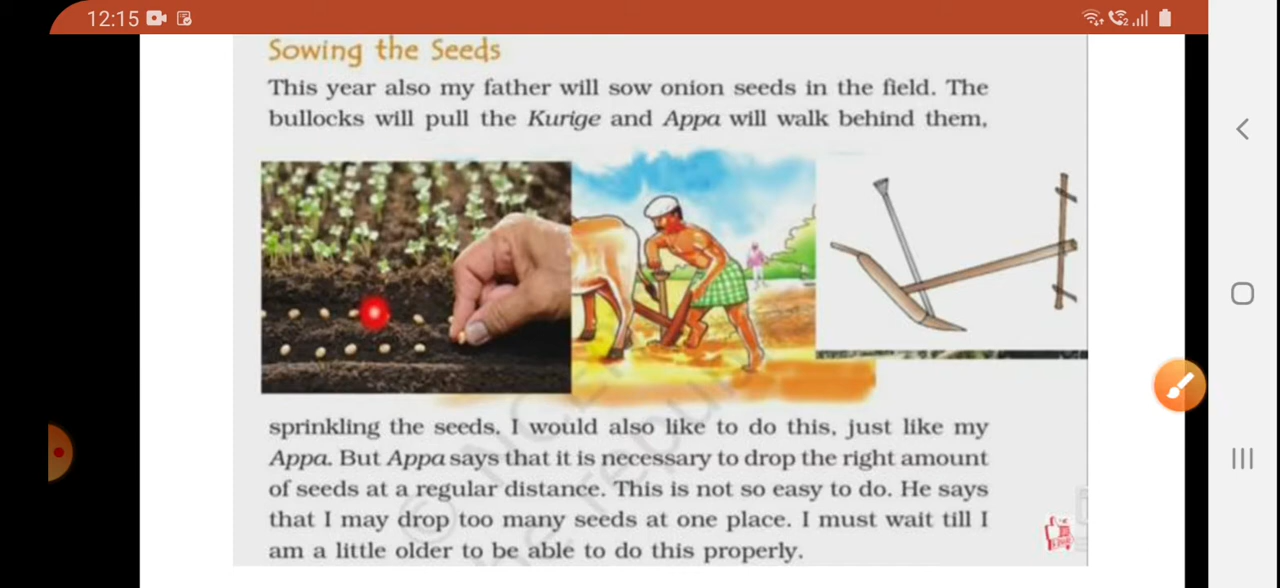 12:15
Sowing the Seeds
This year also my father will sow onion seeds in the field. The
bullocks will pull the Kurige and Appa will walk behind them,
sprinkling the seeds. I would also like to do this, just like my
Appa. But Appa says that it is necessary to drop the right amount
of seeds at a regular distance. This is not so easy to do. He says
that I may drop too many seeds at one place. I must wait till I
am a little older to be able to do this properly.